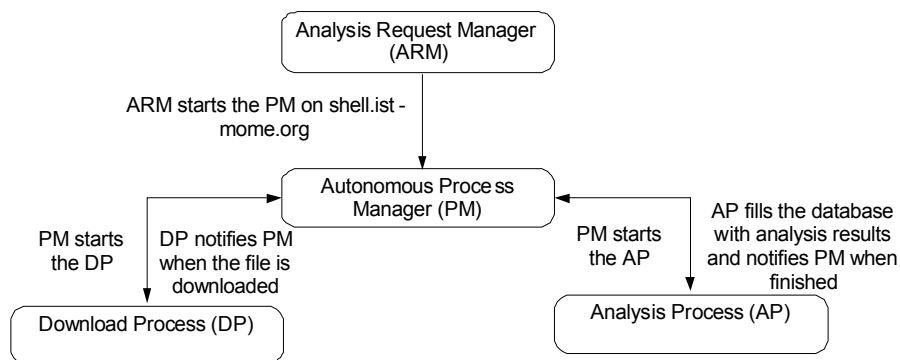 Analysis Request Manager
(ARM)
ARM starts the PM on shell.ist -
mome.org
Autonomous Process
Manager (PM)
PM starts
the DP
DP notifies PM
when the file is
downloaded
PM starts
the AP
AP fills the database
with analysis results
and notifies PM when
finished
Download Process (DP)
Analysis Process (AP)